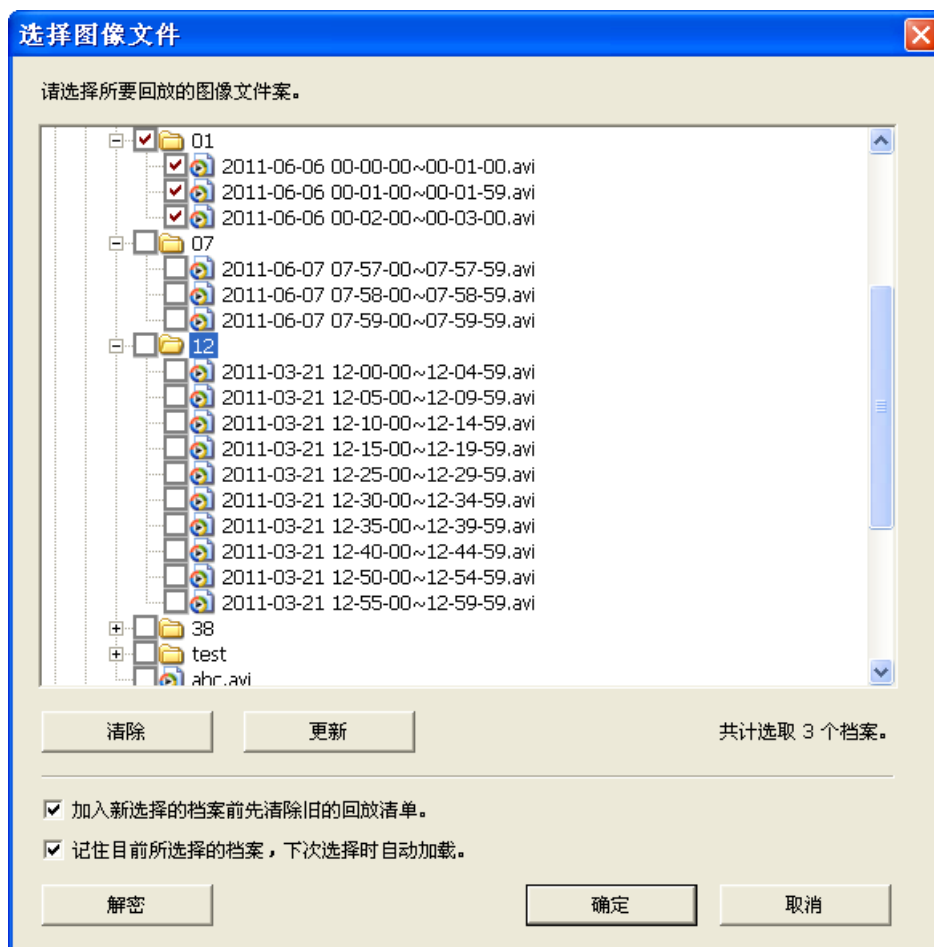 选择图像文件
请选择所要回放的图像文件案。
01
2011-06-06 00-00-00~00-01-00.avi
2011-06-06 00-01-00~00-01-59.avi
2011-06-06 00-02-00~00-03-00.avi
07
2011-06-07 07-57-00~07-57-59.avi
2011-06-07 07-58-00~07-58-59.avi
2011-06-07 07-59-00~07-59-59.avi
12
2011-03-21 12-00-00~12-04-59.avi
2011-03-21 12-05-00~12-09-59.avi
2011-03-21 12-10-00~12-14-59.avi
2011-03-21 12-15-00~12-19-59.avi
2011-03-21 12-25-00~12-29-59.avi
2011-03-21 12-30-00~12-34-59.avi
2011-03-21 12-35-00~12-39-59.avi
2011-03-21 12-40-00~12-44-59.avi
2011-03-21 12-50-00~12-54-59.avi
2011-03-21 12-55-00~12-59-59.avi
38
test
清除 更新 共计选取 3 个档案。
加入新选择的档案前先清除旧的回放清单。
记住目前所选择的档案，下次选择时自动加载。
解密 确定 取消